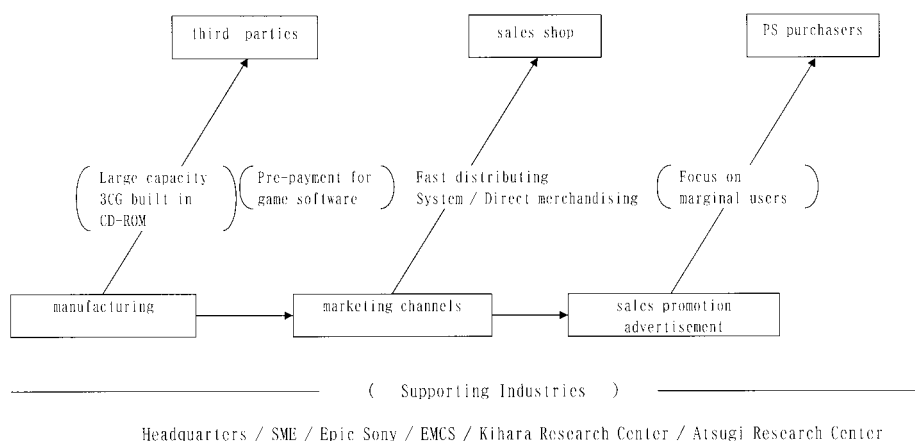 third parties
sales shop
PS purchasers
Large capacity
3CG built in
CD-ROM
Pre-payment for
game software
Fast distributing
System / Direct merchandising
Focus on
marginal users
manufacturing
marketing channels
sales promotion
advertisement
( Supporting Industries )
Headquarters / SME / Epic Sony / EMCS / Kihara Research Center / Atsugi Research Center